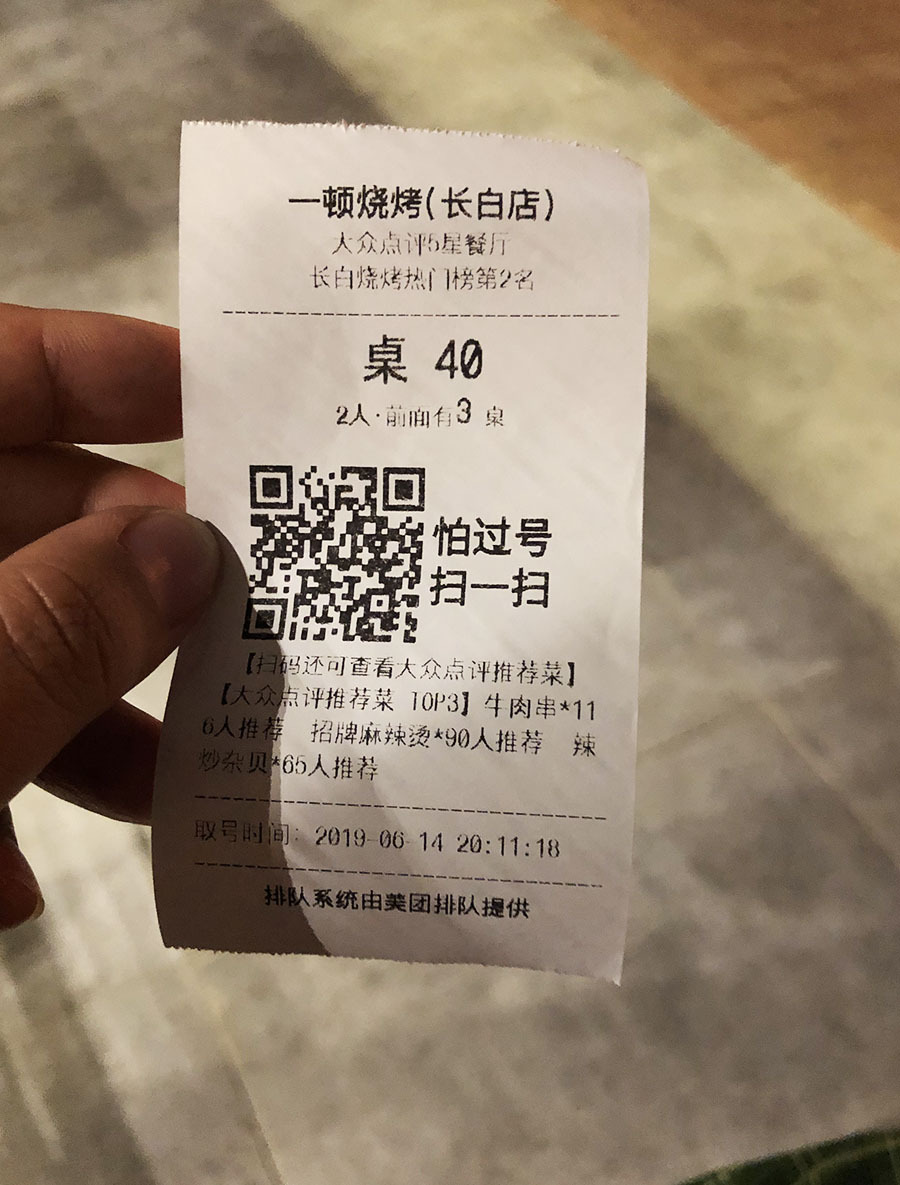 一顿烧烤(长白店)
大众点评5星餐厅
长白烧烤热门榜第2名
桌 40
2人·前面有3 桌
怕过号
扫一扫
【扫码还可查看大众点评推荐菜】
【大众点评推荐菜 TOP3】牛肉串*11
6人推荐 招牌麻辣烫*90人推荐 辣
炒杂贝*65人推荐
取号时间: 2019-06-14 20:11:18
排队系统由美团排队提供